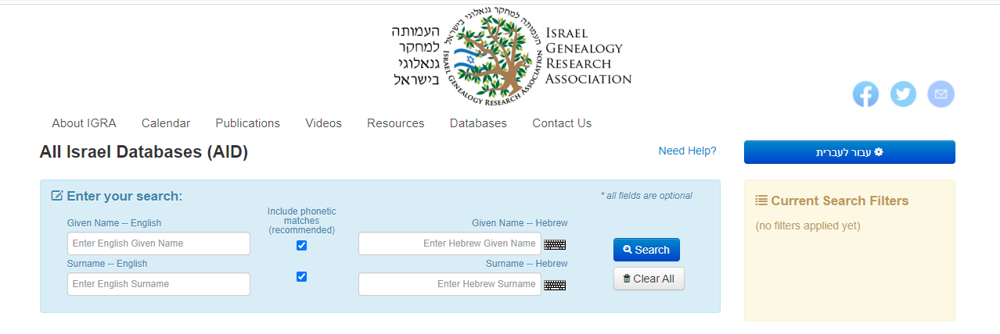 העמותה
למחקר
גנאלוגי
בישראל
העמותה למחקר גנאלוגי בישראל
ISRAEL GENEALOGY RESEARCH ASSOCIATION
ISRAEL
GENEALOGY
RESEARCH
ASSOCIATION
About IGRA Calendar Publications Videos Resources Databases Contact Us
All Israel Databases (AID)
Need Help?
עבור לעברית
Enter your search:
* all fields are optional
Include phonetic
matches
(recommended)
Given Name -- English
Given Name -- Hebrew
Enter English Given Name
Enter Hebrew Given Name
Surname -- English
Surname -- Hebrew
Enter English Surname
Enter Hebrew Surname
Search
Clear All
Current Search Filters
(no filters applied yet)